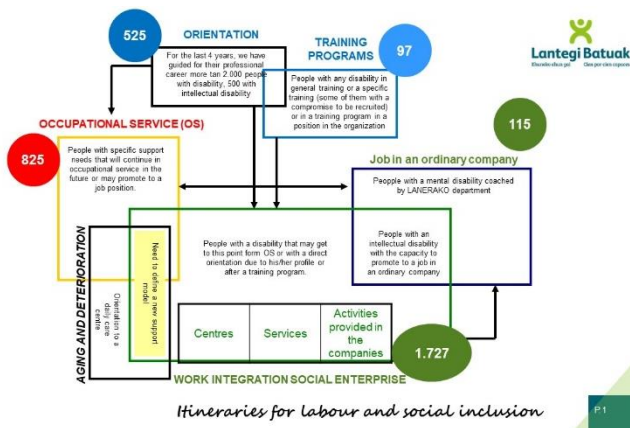 525
ORIENTATION
For the last 4 years, we have
guided for their professional
career more tan 2.000 people
with disability, 500 with
intellectual disability
TRAINING
PROGRAMS
97
People with any disability in
general training or a specific
training (some of them with
a compromise to be recruited) or
in a training program in a
position in the organization
Lantegi Batuak
115
OCCUPATIONAL SERVICE (OS)
825
People with specific support
needs that will continue in
occupational service in the
future or may promote to a
job position.
Job in an ordinary company
Pseople with a mental disability coached
by LANERAKO department
People with a disability that may get
to this point form OS or with a direct
orientation due to his/her profile or
after a training program.
People with an
intellectual disability
with the capacity to
promote to a job in
an ordinary company
AGING AND DETERIORATION
Orientation to a
daily care
centre
Need to define a new support
model
Centres
Services
Activities
provided in
the
companies
1.727
WORK INTEGRATION SOCIAL ENTERPRISE
Itineraries for labour and social inclusion
P 1